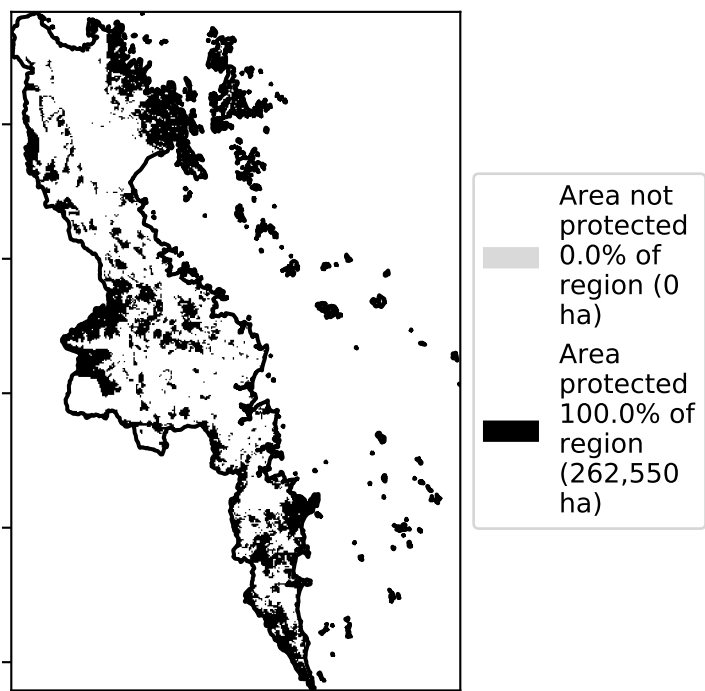 Area not
protected
0.0% of
region (0
ha)
Area
protected
100.0% of
region
(262,550
ha)